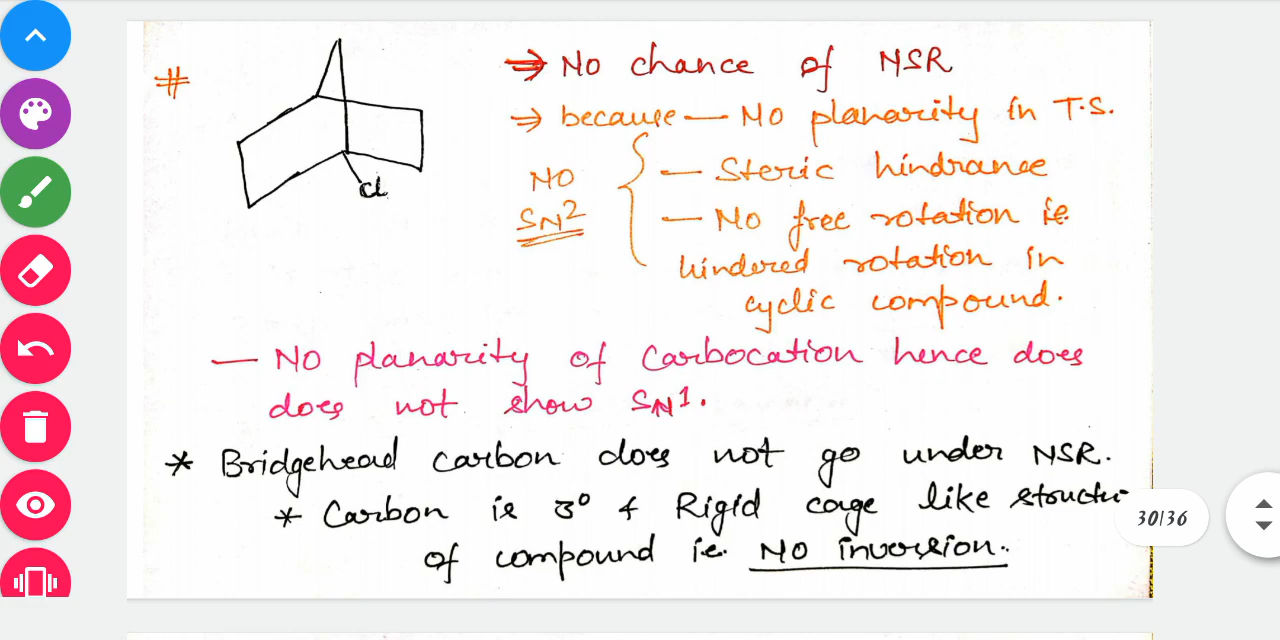 #
⇒ No chance of NSR
⇒ because — No planarity in T.S.
— Steric hindrance
NO
SN²
— No free rotation ie
hindered rotation in
cyclic compound.
Cl
— No planarity of carbocation hence does
does not show SN1.
* Bridgehead carbon does not go under NSR.
* Carbon is 3° & Rigid cage like structu
of compound ie. NO inversion.
30/36